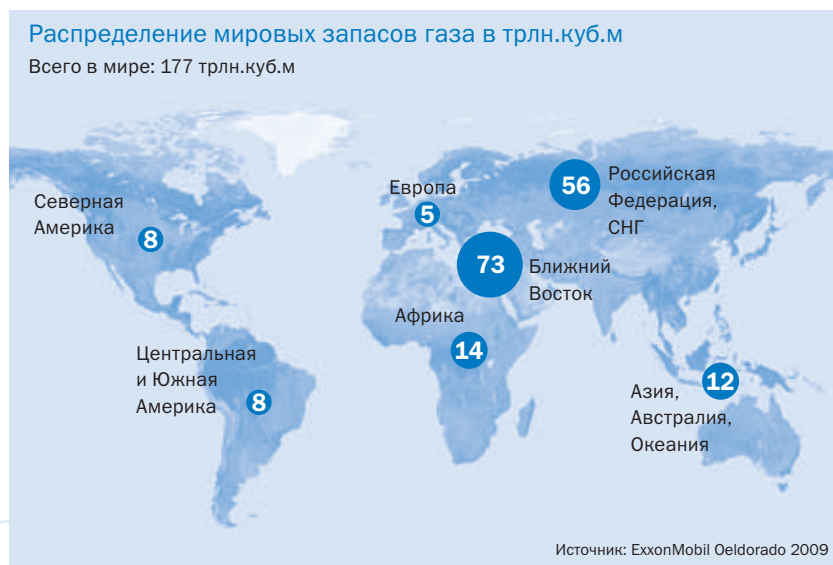 Распределение мировых запасов газа в трлн.куб.м
Всего в мире: 177 трлн.куб.м
Северная
Америка
8
Европа
5
56
Российская
Федерация,
СНГ
73
Ближний
Восток
Африка
14
Центральная
и Южная
Америка
8
12
Азия,
Австралия,
Океания
Источник: ExxonMobil Oeldorado 2009